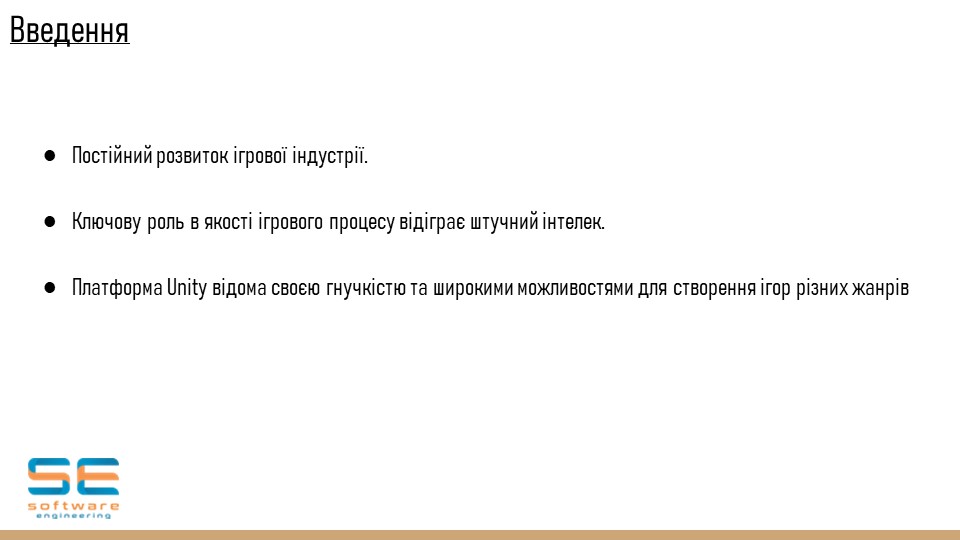 Введення
● Постійний розвиток ігрової індустрії.
● Ключову роль в якості ігрового процесу відіграє штучний інтелек.
● Платформа Unity відома своєю гнучкістю та широкими можливостями для створення ігор різних жанрів
SE
software
engineering